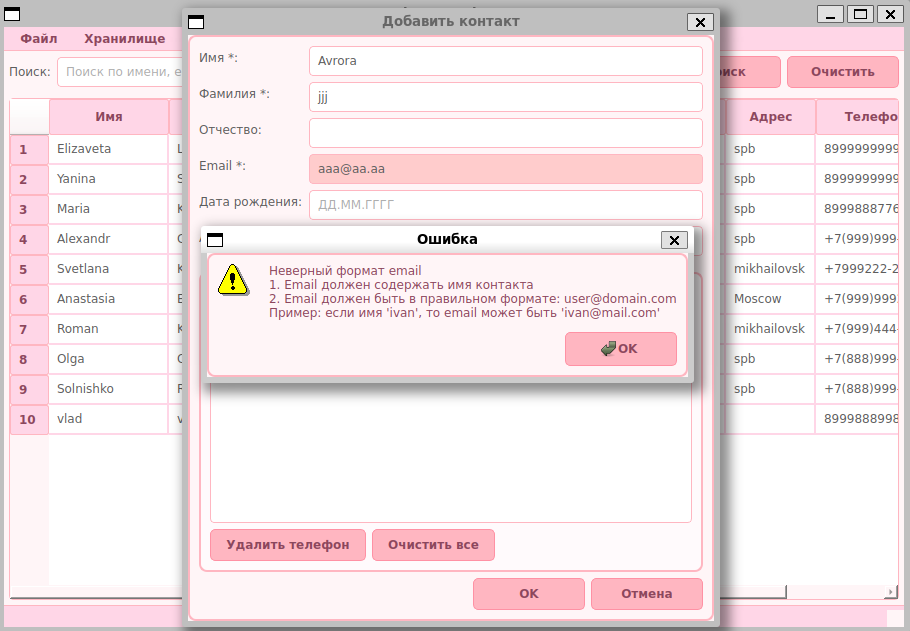 Добавить контакт
Файл Хранилище
Поиск: Поиск по имени,
Очистить
Имя Адрес
1 Elizaveta spb 8999999999
2 Yanina spb 8999999999
3 Maria spb 8999888776
4 Alexandr spb +7(999)999-
5 Svetlana mikhailovsk +7999222-2
6 Anastasia Moscow +7(999)999
7 Roman mikhailovsk +7(999)444-
8 Olga spb +7(888)999-
9 Solnishko spb +7(888)999-
10 vlad 8999888998
Имя *: Avrora
Фамилия *: jjj
Отчество:
Email *: aaa@aa.aa
Дата рождения: ДД.ММ.ГГГГ
Ошибка
Неверный формат email
1. Email должен содержать имя контакта
2. Email должен быть в правильном формате: user@domain.com
Пример: если имя 'ivan', то email может быть 'ivan@mail.com'
OK
Удалить телефон Очистить все
OK Отмена